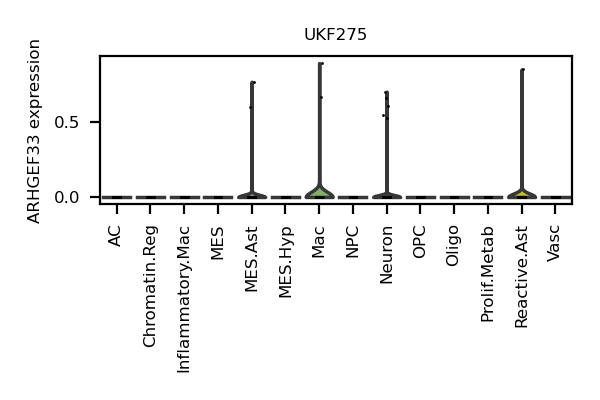 UKF275
ARHGEF33 expression
0.5
0.0
AC
Chromatin.Reg
Inflammatory.Mac
MES
MES.Ast
MES.Hyp
Mac
NPC
Neuron
OPC
Oligo
Prolif.Metab
Reactive.Ast
Vasc